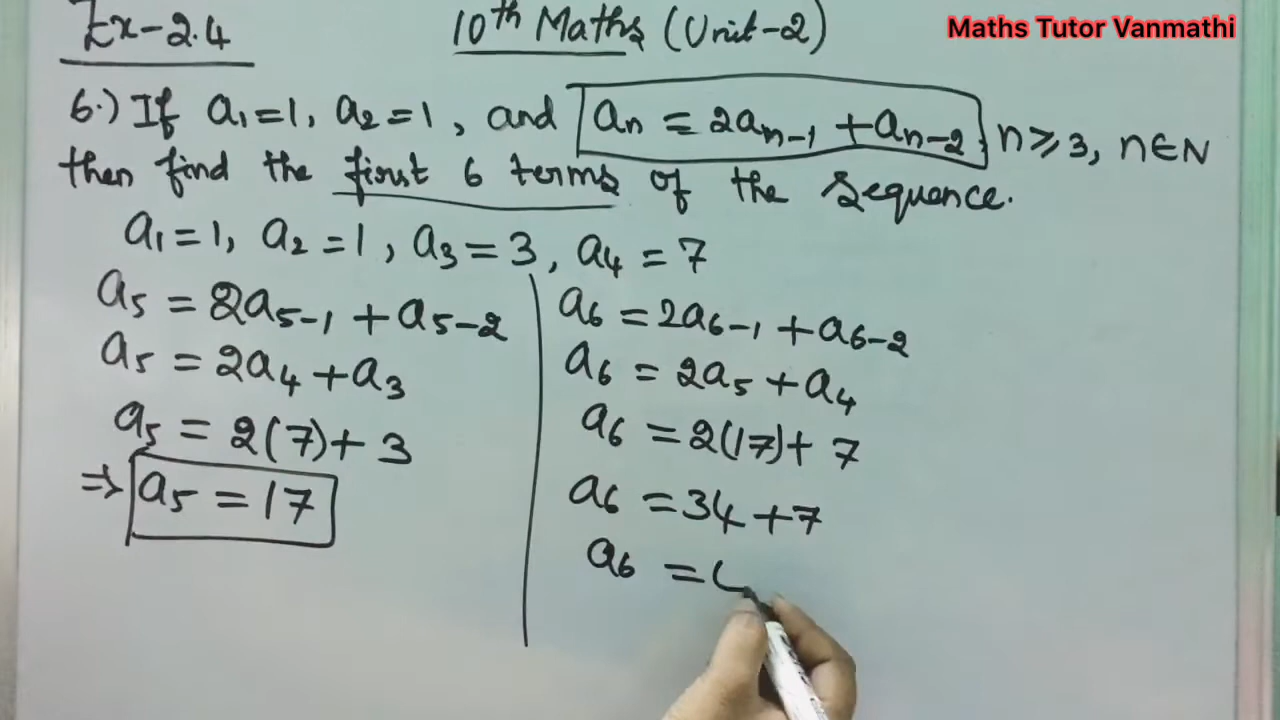 Ex-2.4 10th Maths (Unit-2) Maths Tutor Vanmathi
6.) If a₁=1, a₂=1, and aₙ = 2aₙ₋₁ + aₙ₋₂, n ≥ 3, n∈N
then find the first 6 terms of the sequence.
a₁=1, a₂=1, a₃=3, a₄=7
a₅ = 2a₅₋₁ + a₅₋₂
a₅ = 2a₄ + a₃
a₅ = 2(7) + 3
⇒ a₅ = 17
a₆ = 2a₆₋₁ + a₆₋₂
a₆ = 2a₅ + a₄
a₆ = 2(17) + 7
a₆ = 34 + 7
a₆ =